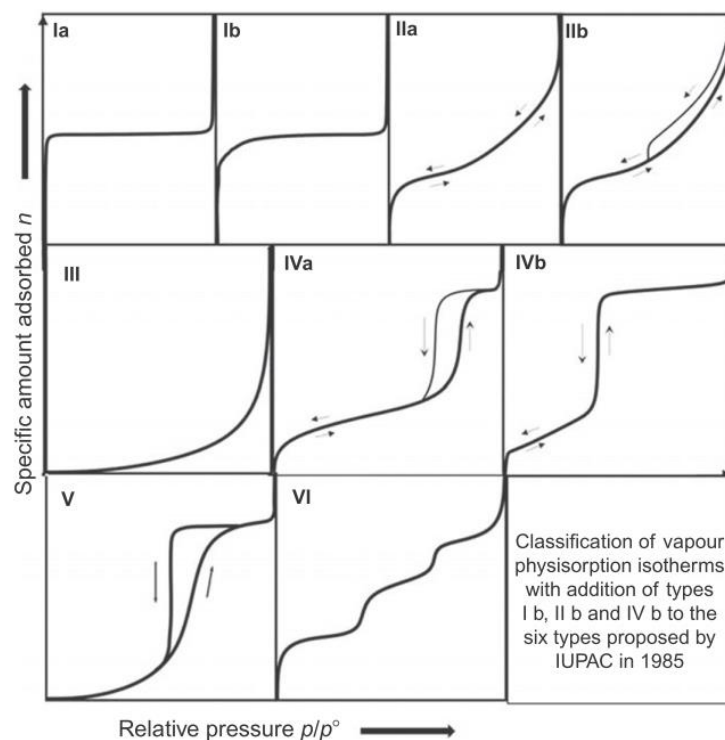 Ia
Ib
IIa
IIb
III
IVa
IVb
V
VI
Classification of vapour
physisorption isotherms
with addition of types
I b, II b and IV b to the
six types proposed by
IUPAC in 1985
Specific amount adsorbed n
Relative pressure p/p°